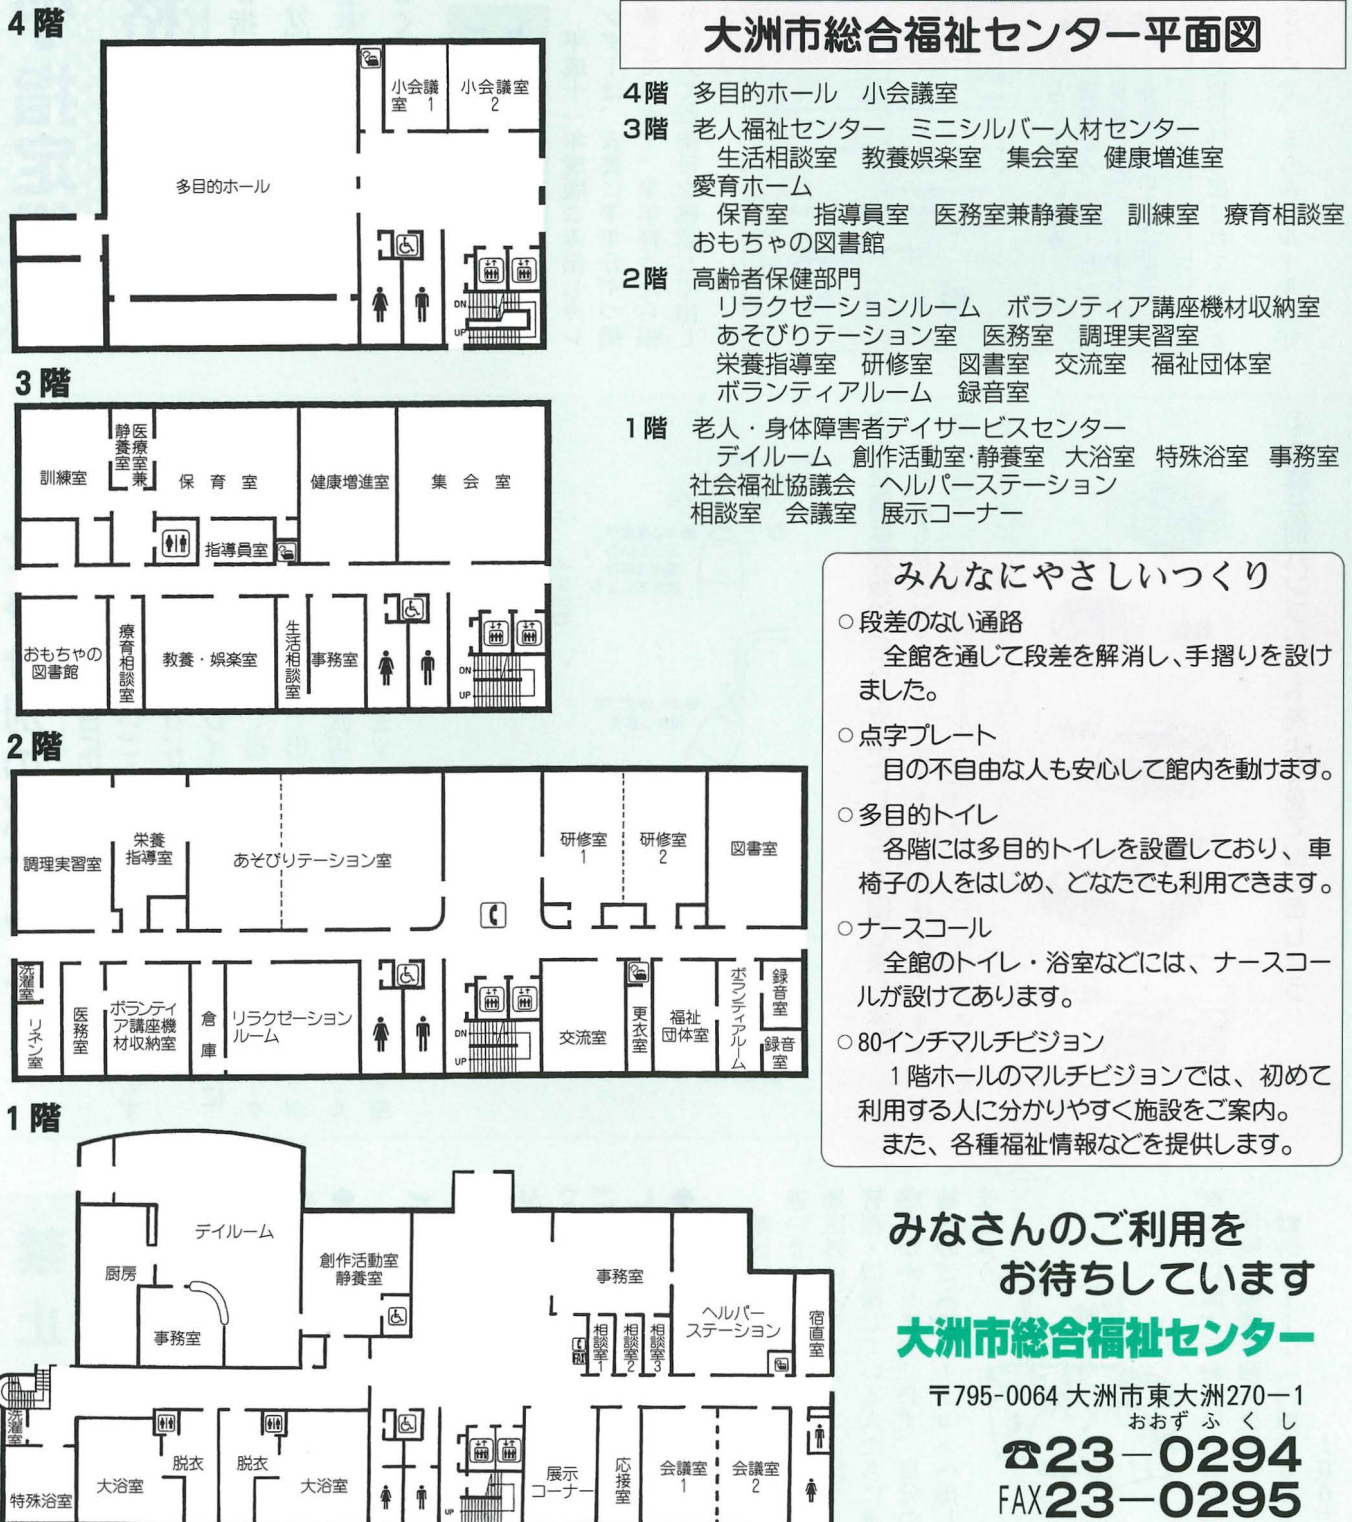 大洲市総合福祉センター平面図
4階 多目的ホール 小会議室
3階 老人福祉センター ミニシルバー人材センター
生活相談室 教養娯楽室 集会室 健康増進室
愛育ホーム
保育室 指導員室 医務室兼静養室 訓練室 療育相談室
おもちゃの図書館
2階 高齢者保健部門
リラクゼーションルーム ボランティア講座機材収納室
あそびりテーション室 医務室 調理実習室
栄養指導室 研修室 図書室 交流室 福祉団体室
ボランティアルーム 録音室
1階 老人・身体障害者デイサービスセンター
デイルーム 創作活動室・静養室 大浴室 特殊浴室 事務室
社会福祉協議会 ヘルパーステーション
相談室 会議室 展示コーナー
4階
小会議
室 1
小会議室
2
多目的ホール
DN
UP
3階
訓練室
医療室兼
静養室
保育室
指導員室
健康増進室
集会室
おもちゃの
図書館
療育相談室
教養・娯楽室
生活相談室
事務室
DN
UP
2階
調理実習室
栄養
指導室
あそびりテーション室
研修室
1
研修室
2
図書室
洗濯室
リネン室
医務室
ボランティ
ア講座機
材収納室
倉庫
リラクゼーション
ルーム
DN
UP
交流室
更衣室
福祉
団体室
ボランティアルーム
録音室
録音
室
1階
デイルーム
厨房
事務室
創作活動室
静養室
事務室
相談室1
相談室2
相談室3
ヘルパー
ステーション
宿直室
洗濯室
特殊浴室
大浴室
脱衣
脱衣
大浴室
UP
展示
コーナー
応接室
会議室
1
会議室
2
みんなにやさしいつくり
○段差のない通路
全館を通じて段差を解消し、手摺りを設け
ました。
○点字プレート
目の不自由な人も安心して館内を動けます。
○多目的トイレ
各階には多目的トイレを設置しており、車
椅子の人をはじめ、どなたでも利用できます。
○ナースコール
全館のトイレ・浴室などには、ナースコー
ルが設けてあります。
○80インチマルチビジョン
1階ホールのマルチビジョンでは、初めて
利用する人に分かりやすく施設をご案内。
また、各種福祉情報などを提供します。
みなさんのご利用を
お待ちしています
大洲市総合福祉センター
〒795-0064 大洲市東大洲270－1
おおず ふ く し
☎23－0294
FAX23－0295